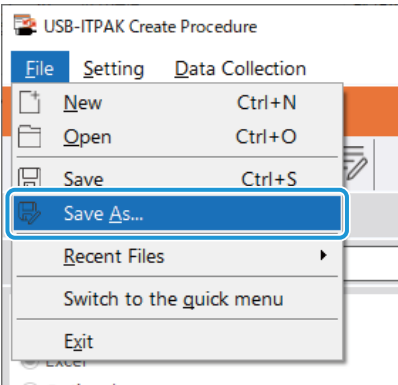 USB-ITPAK Create Procedure
File Setting Data Collection
New Ctrl+N
Open Ctrl+O
Save Ctrl+S
Save As...
Recent Files
Switch to the quick menu
Exit
Excel